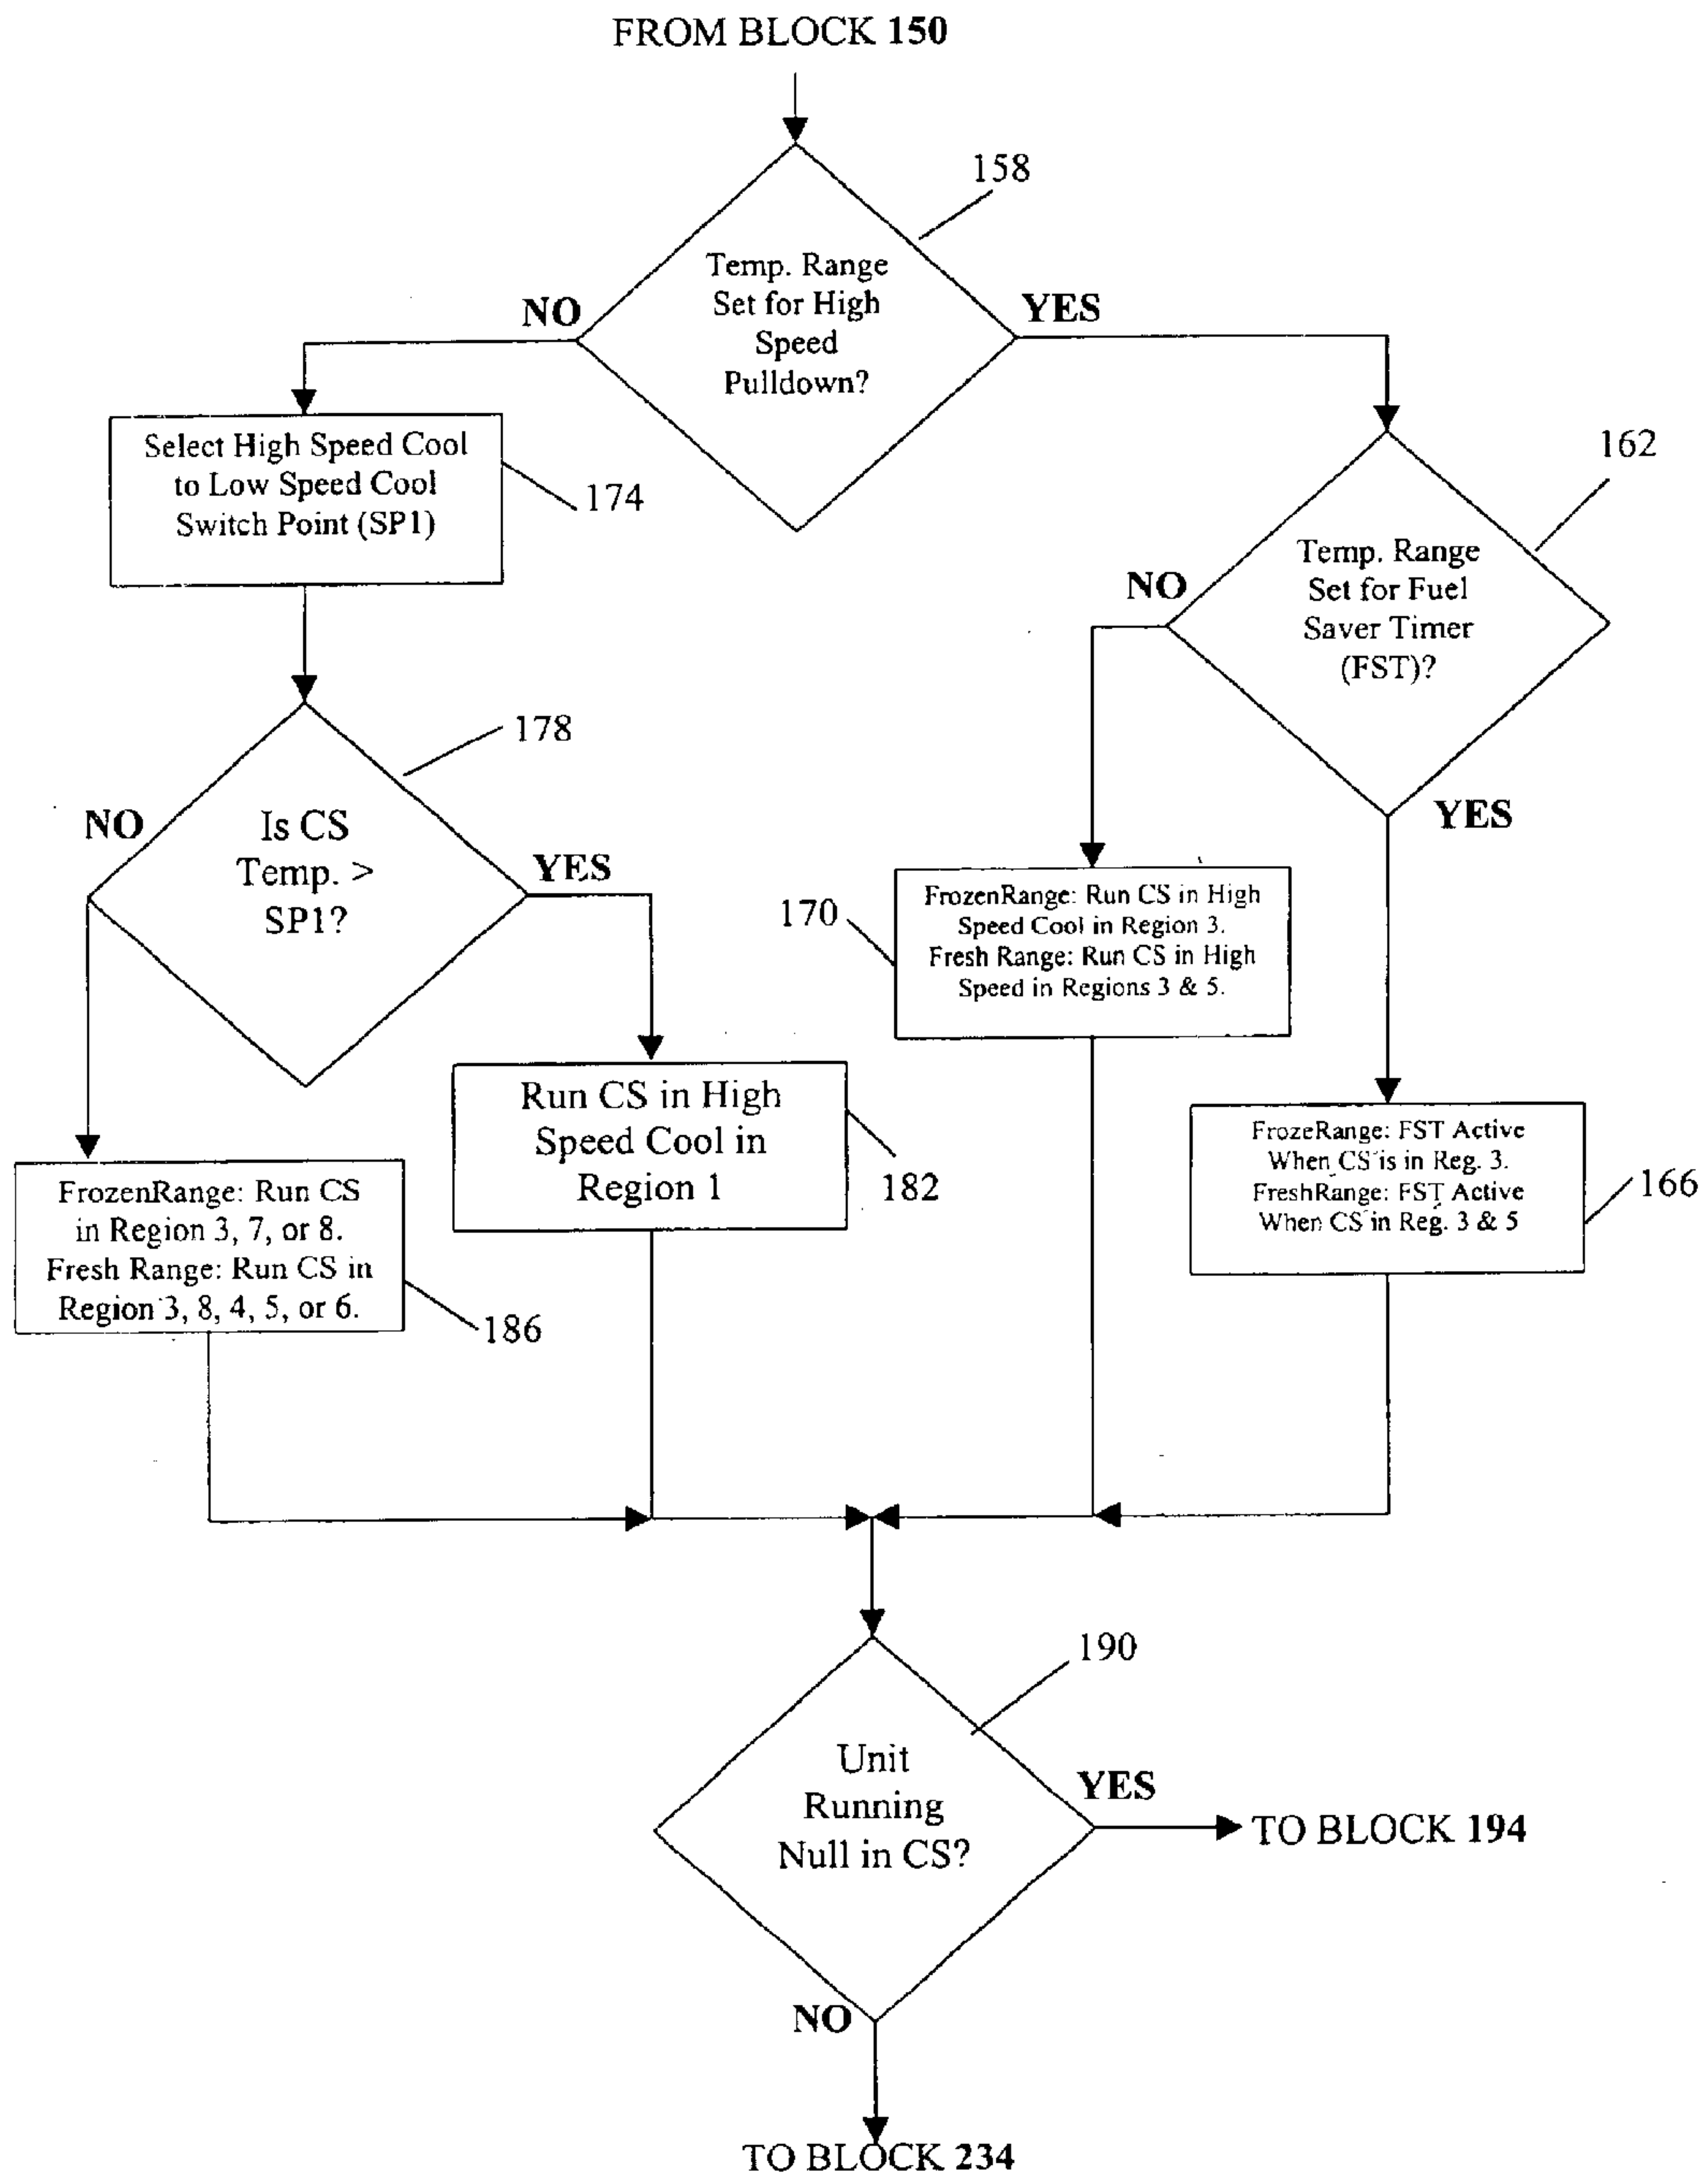 FROM BLOCK 150
158
Temp. Range
Set for High
Speed
Pulldown?
NO
YES
Select High Speed Cool
to Low Speed Cool
Switch Point (SP1)
174
162
Temp. Range
Set for Fuel
Saver Timer
(FST)?
NO
YES
178
Is CS
Temp. >
SP1?
NO
YES
170
FrozenRange: Run CS in High
Speed Cool in Region 3.
Fresh Range: Run CS in High
Speed in Regions 3 & 5.
Run CS in High
Speed Cool in
Region 1
182
FrozeRange: FST Active
When CS is in Reg. 3.
FreshRange: FST Active
When CS in Reg. 3 & 5
166
FrozenRange: Run CS
in Region 3, 7, or 8.
Fresh Range: Run CS in
Region 3, 8, 4, 5, or 6.
186
190
Unit
Running
Null in CS?
YES
TO BLOCK 194
NO
TO BLOCK 234